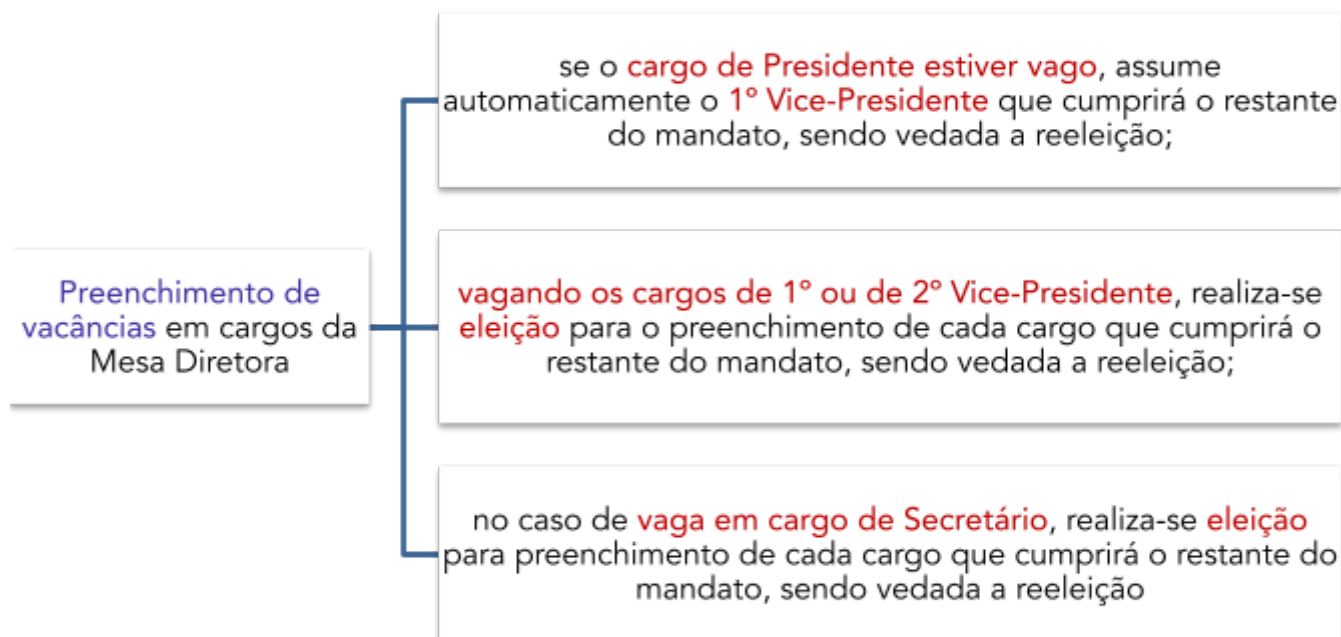 se o cargo de Presidente estiver vago, assume
automaticamente o 1º Vice-Presidente que cumprirá o restante
do mandato, sendo vedada a reeleição;
Preenchimento de
vacâncias em cargos da
Mesa Diretora
vagando os cargos de 1º ou de 2º Vice-Presidente, realiza-se
eleição para o preenchimento de cada cargo que cumprirá o
restante do mandato, sendo vedada a reeleição;
no caso de vaga em cargo de Secretário, realiza-se eleição
para preenchimento de cada cargo que cumprirá o restante do
mandato, sendo vedada a reeleição